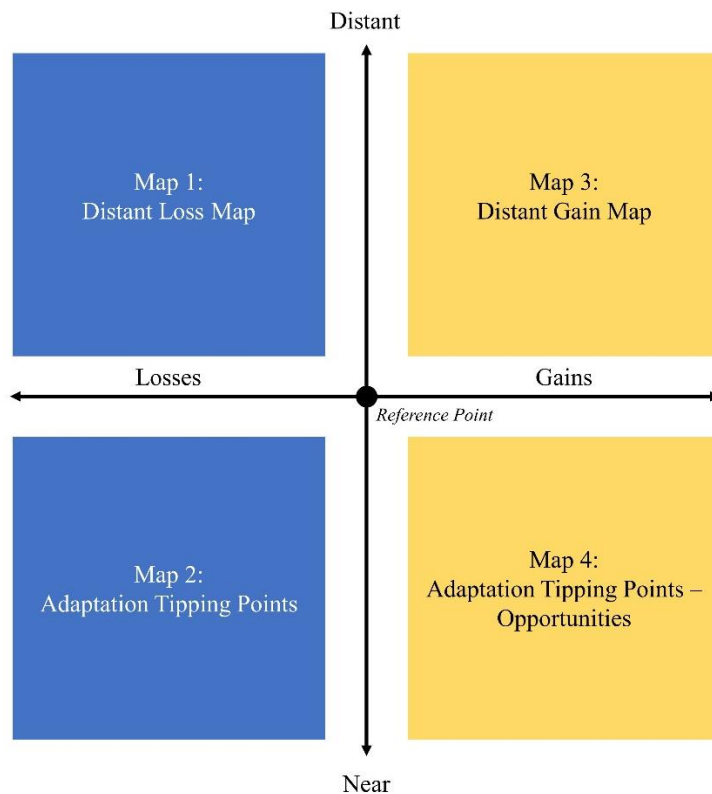 Distant
Map 1:
Distant Loss Map
Map 3:
Distant Gain Map
Losses
Gains
Reference Point
Map 2:
Adaptation Tipping Points
Map 4:
Adaptation Tipping Points –
Opportunities
Near